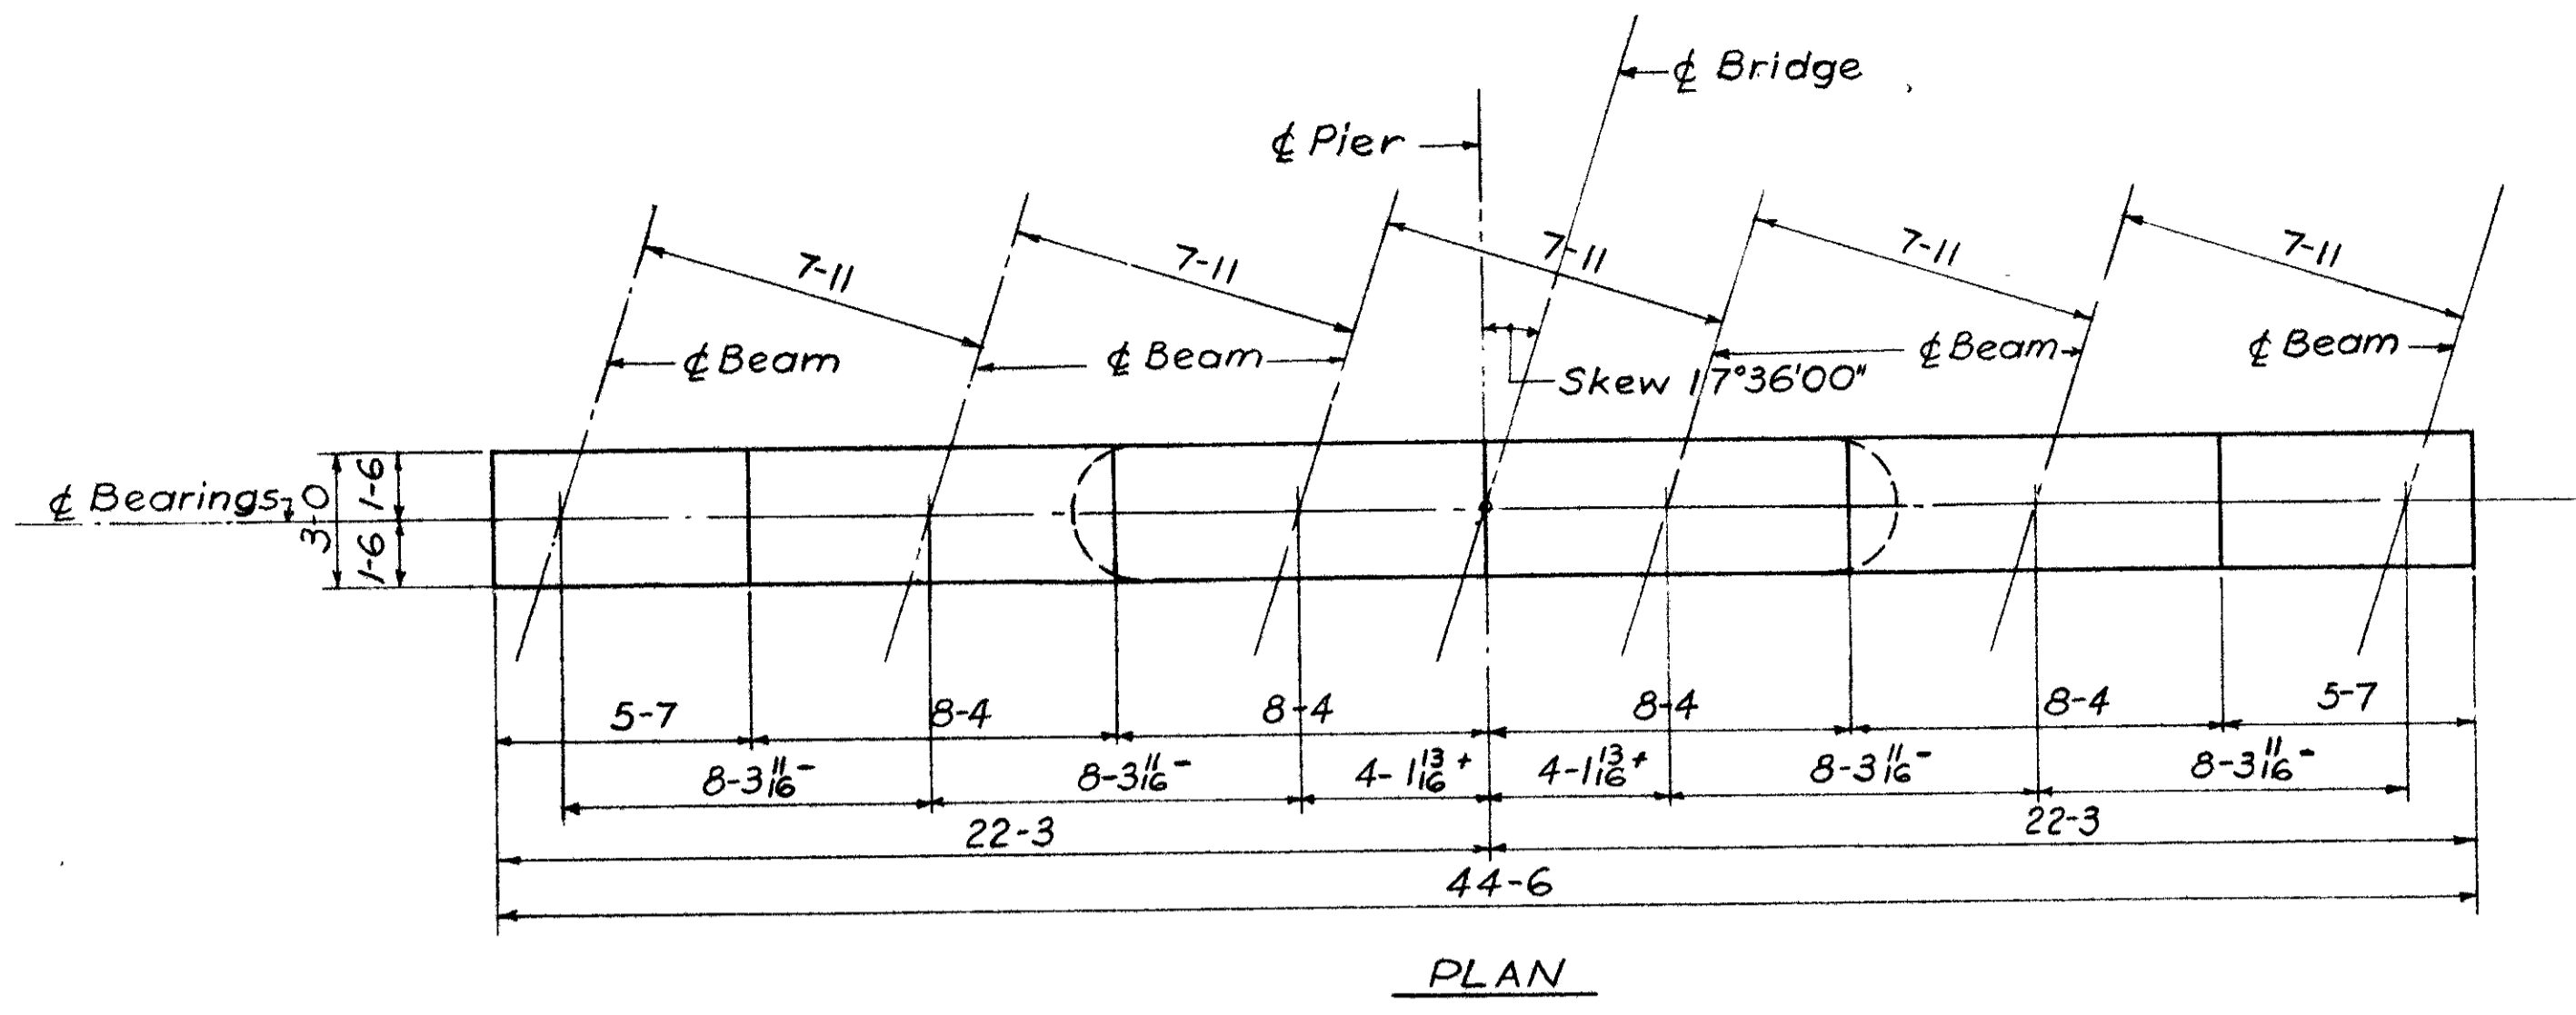 ℄ Bridge
℄ Pier
7-11
7-11
7-11
7-11
7-11
℄ Beam
℄ Beam
℄ Beam
℄ Beam
Skew 17°36'00"
℄ Bearings
3-0
1-6
1-6
5-7
8-4
8-4
8-4
8-4
5-7
8-3 11/16-
8-3 11/16-
4-1 13/16+
4-1 13/16+
8-3 11/16-
8-3 11/16-
22-3
22-3
44-6
PLAN